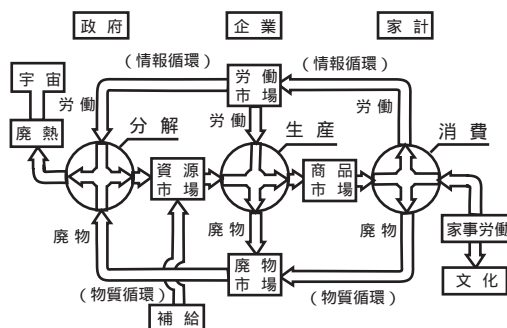 政府
企業
家計
（情報循環）
（情報循環）
宇宙
労働
労働
市場
労働
廃熱
分解
労働
生産
消費
資源
市場
商品
市場
廃物
廃物
廃物
家事労働
廃物
市場
（物質循環）
（物質循環）
文化
補給